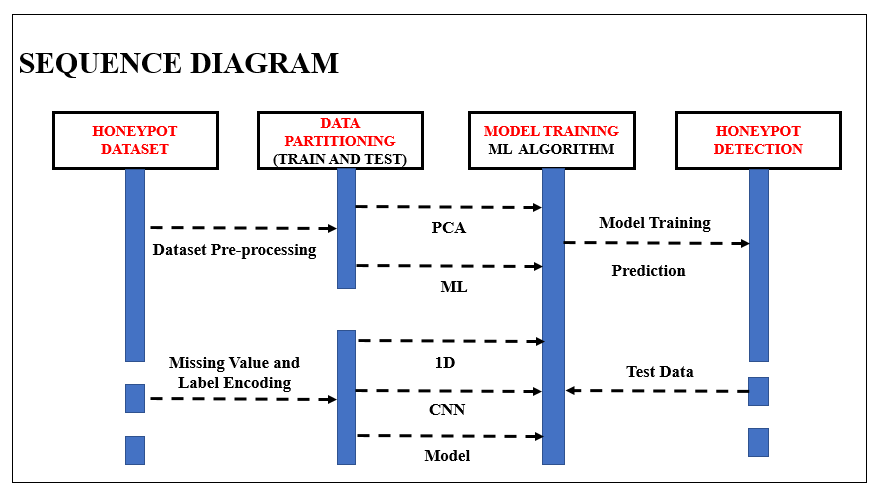 SEQUENCE DIAGRAM
HONEYPOT
DATASET
DATA
PARTITIONING
(TRAIN AND TEST)
MODEL TRAINING
ML ALGORITHM
HONEYPOT
DETECTION
Dataset Pre-processing
PCA
ML
Model Training
Prediction
Missing Value and
Label Encoding
1D
CNN
Model
Test Data